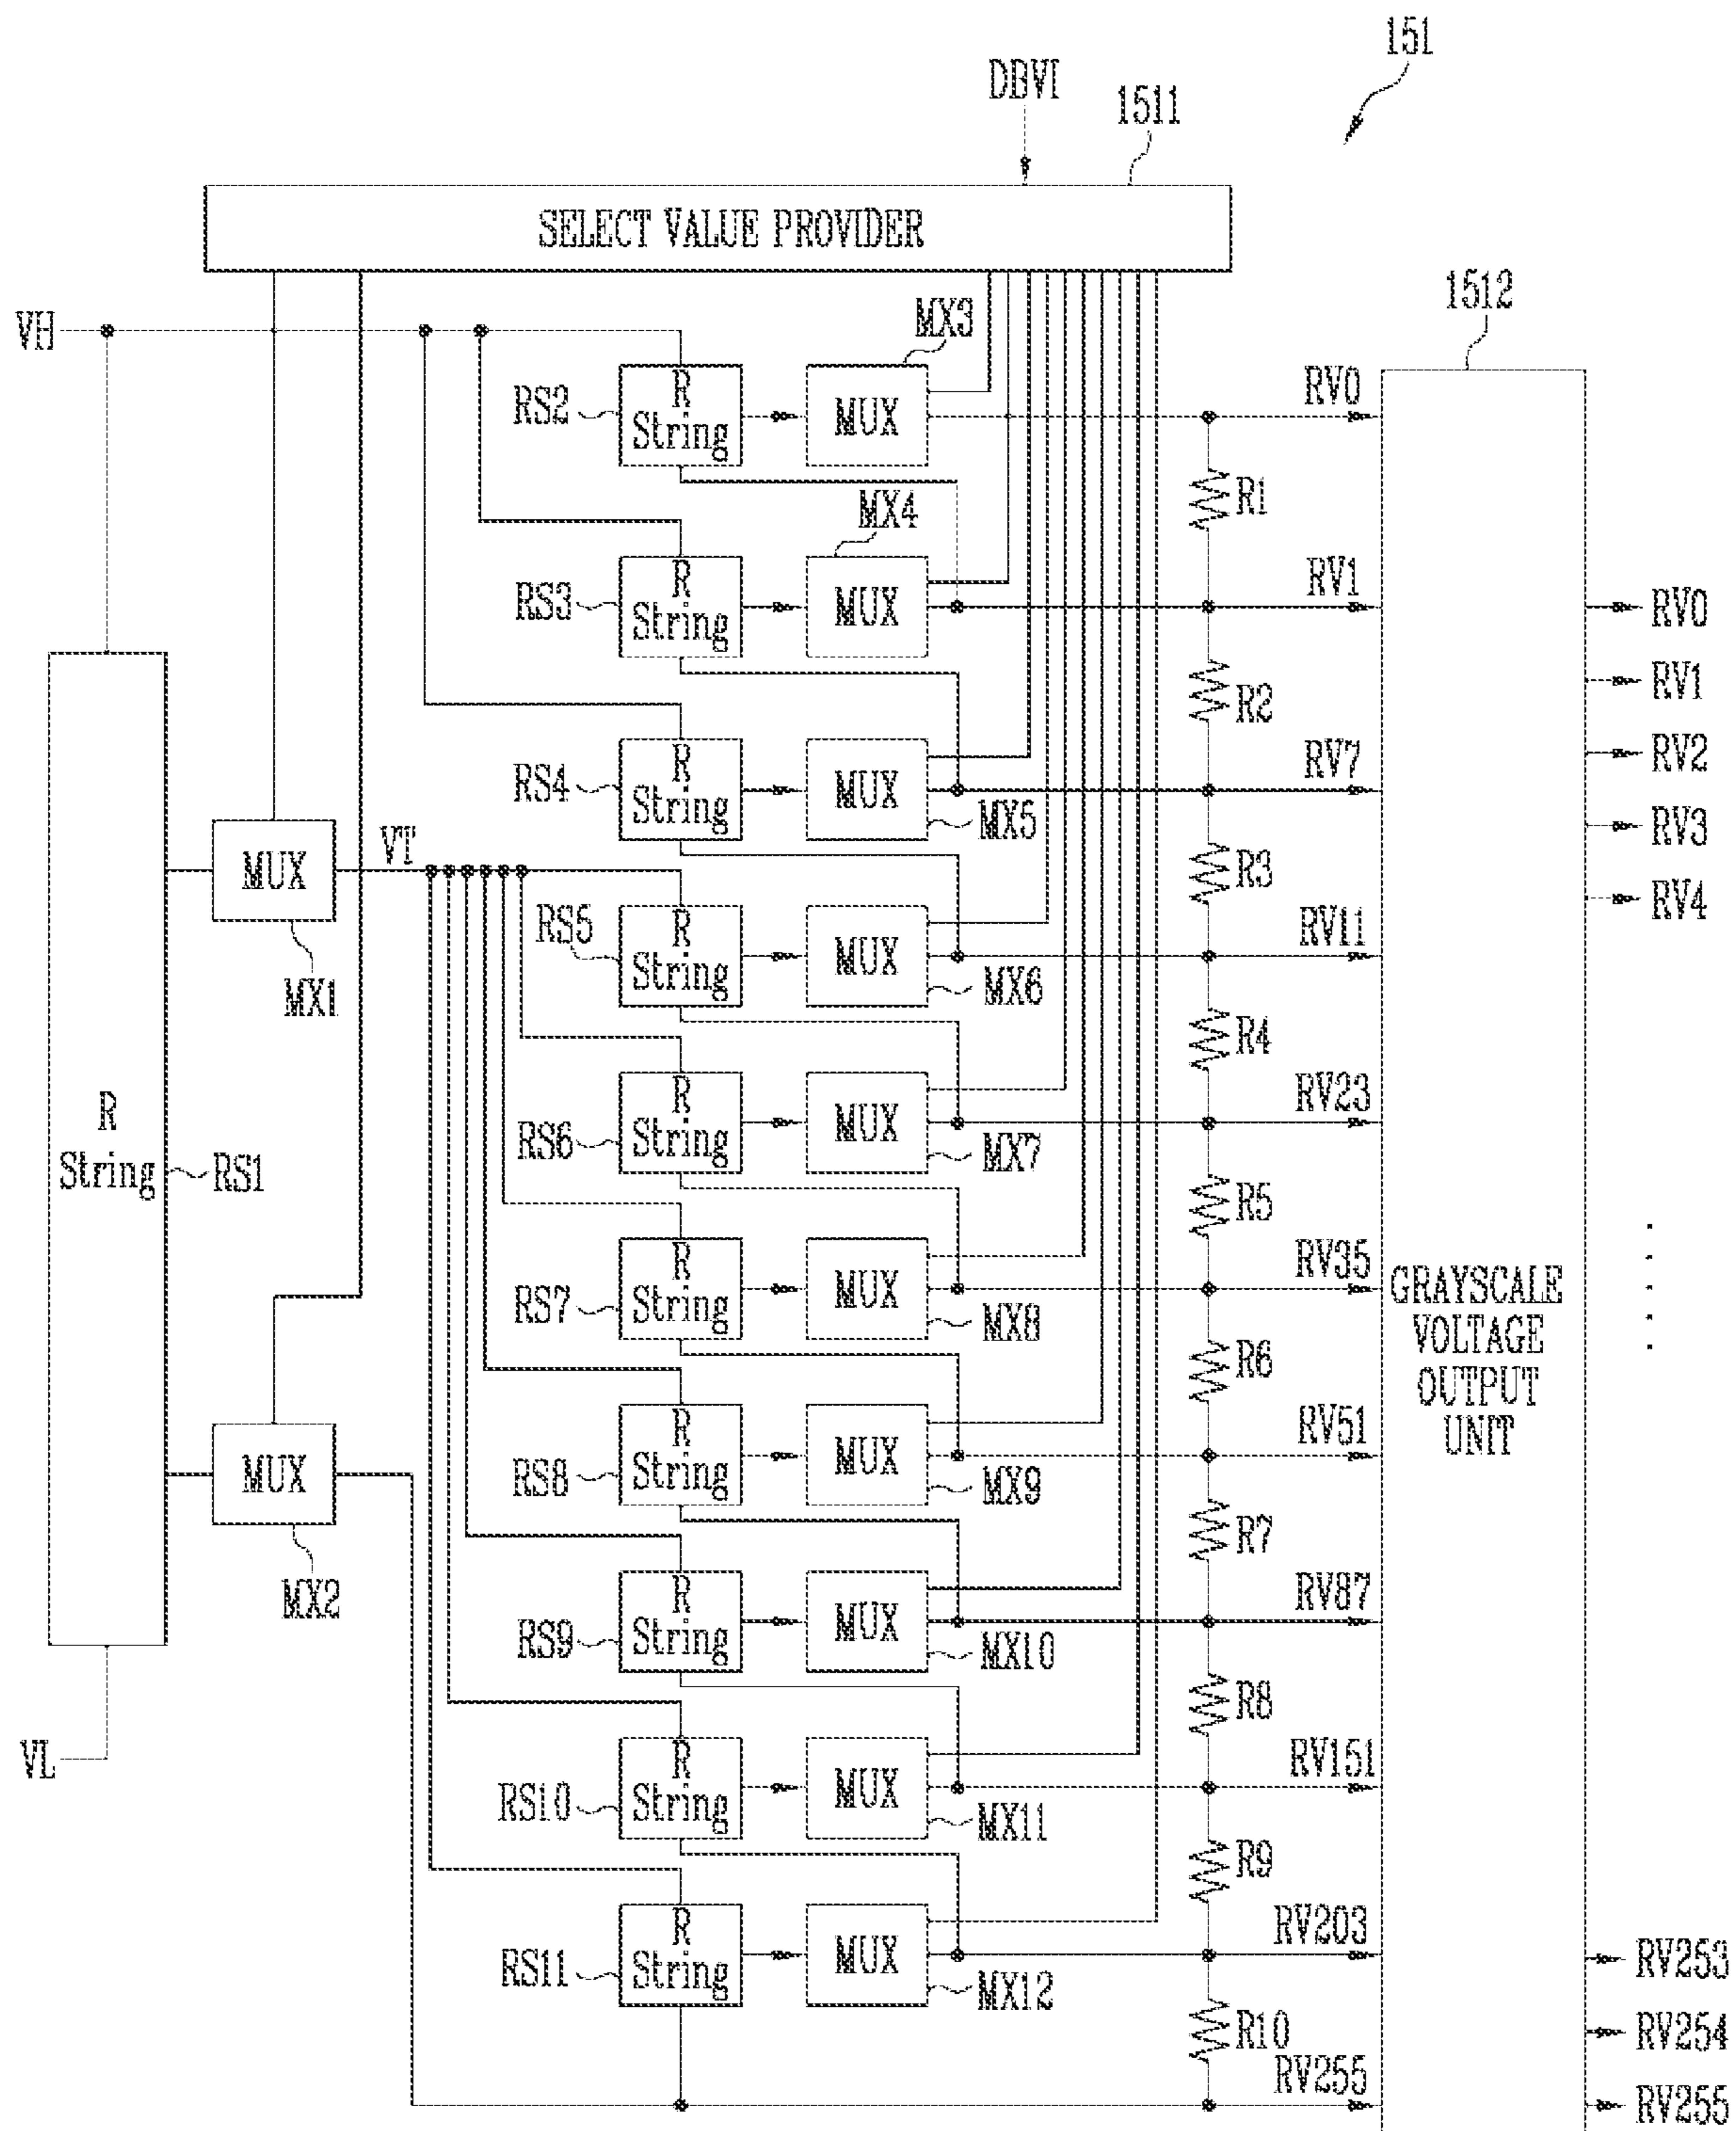 151
DBVI
1511
SELECT VALUE PROVIDER
1512
VH
MX3
RV0
RS2
R
String
MUX
R1
MX4
RV1
RS3
R
String
MUX
RV0
R2
RV1
RV7
RS4
R
String
MUX
MX5
RV2
RV3
R3
MUX
VT
RV4
RS5
R
String
MUX
RV11
MX6
MX1
R4
R
String
RS1
RV23
RS6
R
String
MUX
MX7
R5
RV35
RS7
R
String
MUX
MX8
GRAYSCALE
VOLTAGE
OUTPUT
UNIT
R6
RV51
MUX
RS8
R
String
MUX
MX9
R7
MX2
RV87
RS9
R
String
MUX
MX10
R8
VL
RV151
RS10
R
String
MUX
MX11
R9
RV203
RS11
R
String
MUX
MX12
RV253
R10
RV254
RV255
RV255